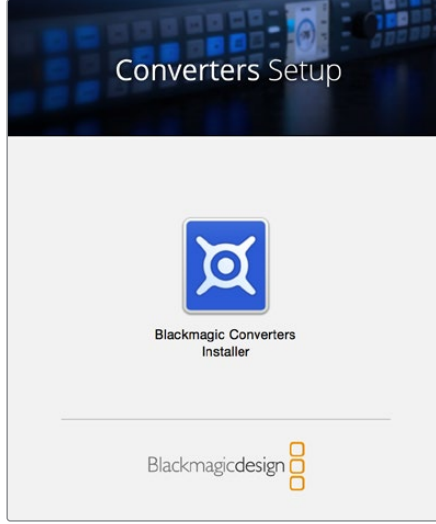 Converters Setup
Blackmagic Converters
Installer
Blackmagicdesign